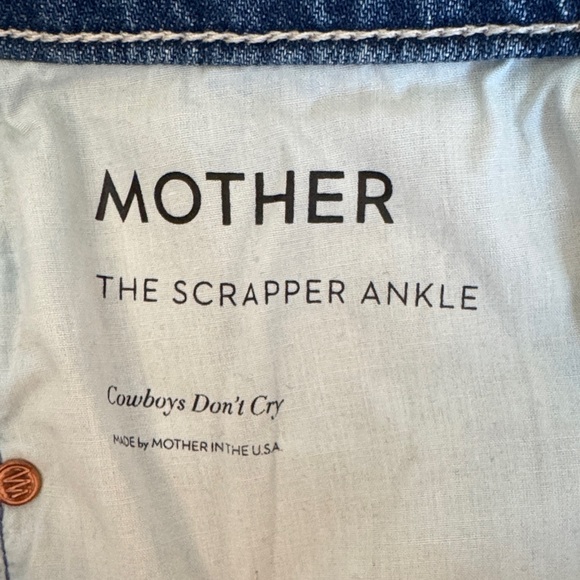 MOTHER
THE SCRAPPER ANKLE
Cowboys Don't Cry
MADE by MOTHER IN THE U.S.A.